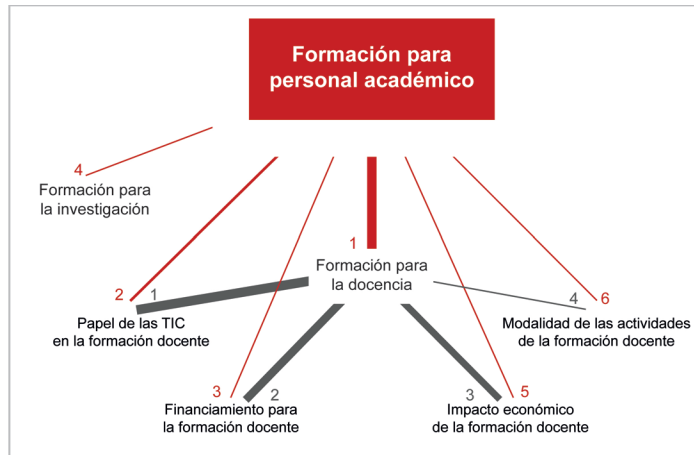 Formación para
personal académico
4
Formación para
la investigación
1
Formación para
la docencia
2
1
Papel de las TIC
en la formación docente
4
6
Modalidad de las actividades
de la formación docente
3
2
Financiamiento para
la formación docente
3
5
Impacto económico
de la formación docente